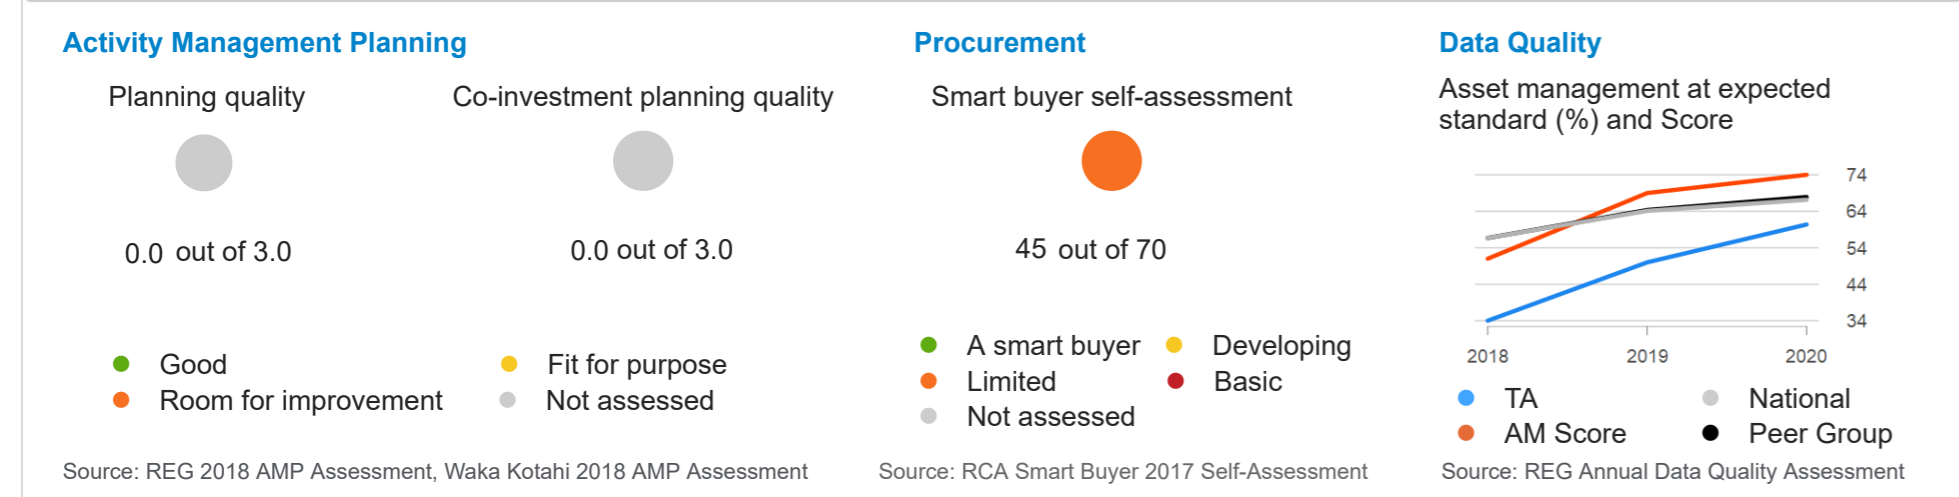 Activity Management Planning
Planning quality
Co-investment planning quality
0.0 out of 3.0
0.0 out of 3.0
Good
Fit for purpose
Room for improvement
Not assessed
Source: REG 2018 AMP Assessment, Waka Kotahi 2018 AMP Assessment
Procurement
Smart buyer self-assessment
45 out of 70
A smart buyer
Developing
Limited
Basic
Not assessed
Source: RCA Smart Buyer 2017 Self-Assessment
Data Quality
Asset management at expected
standard (%) and Score
74
64
54
44
34
2018
2019
2020
TA
National
AM Score
Peer Group
Source: REG Annual Data Quality Assessment